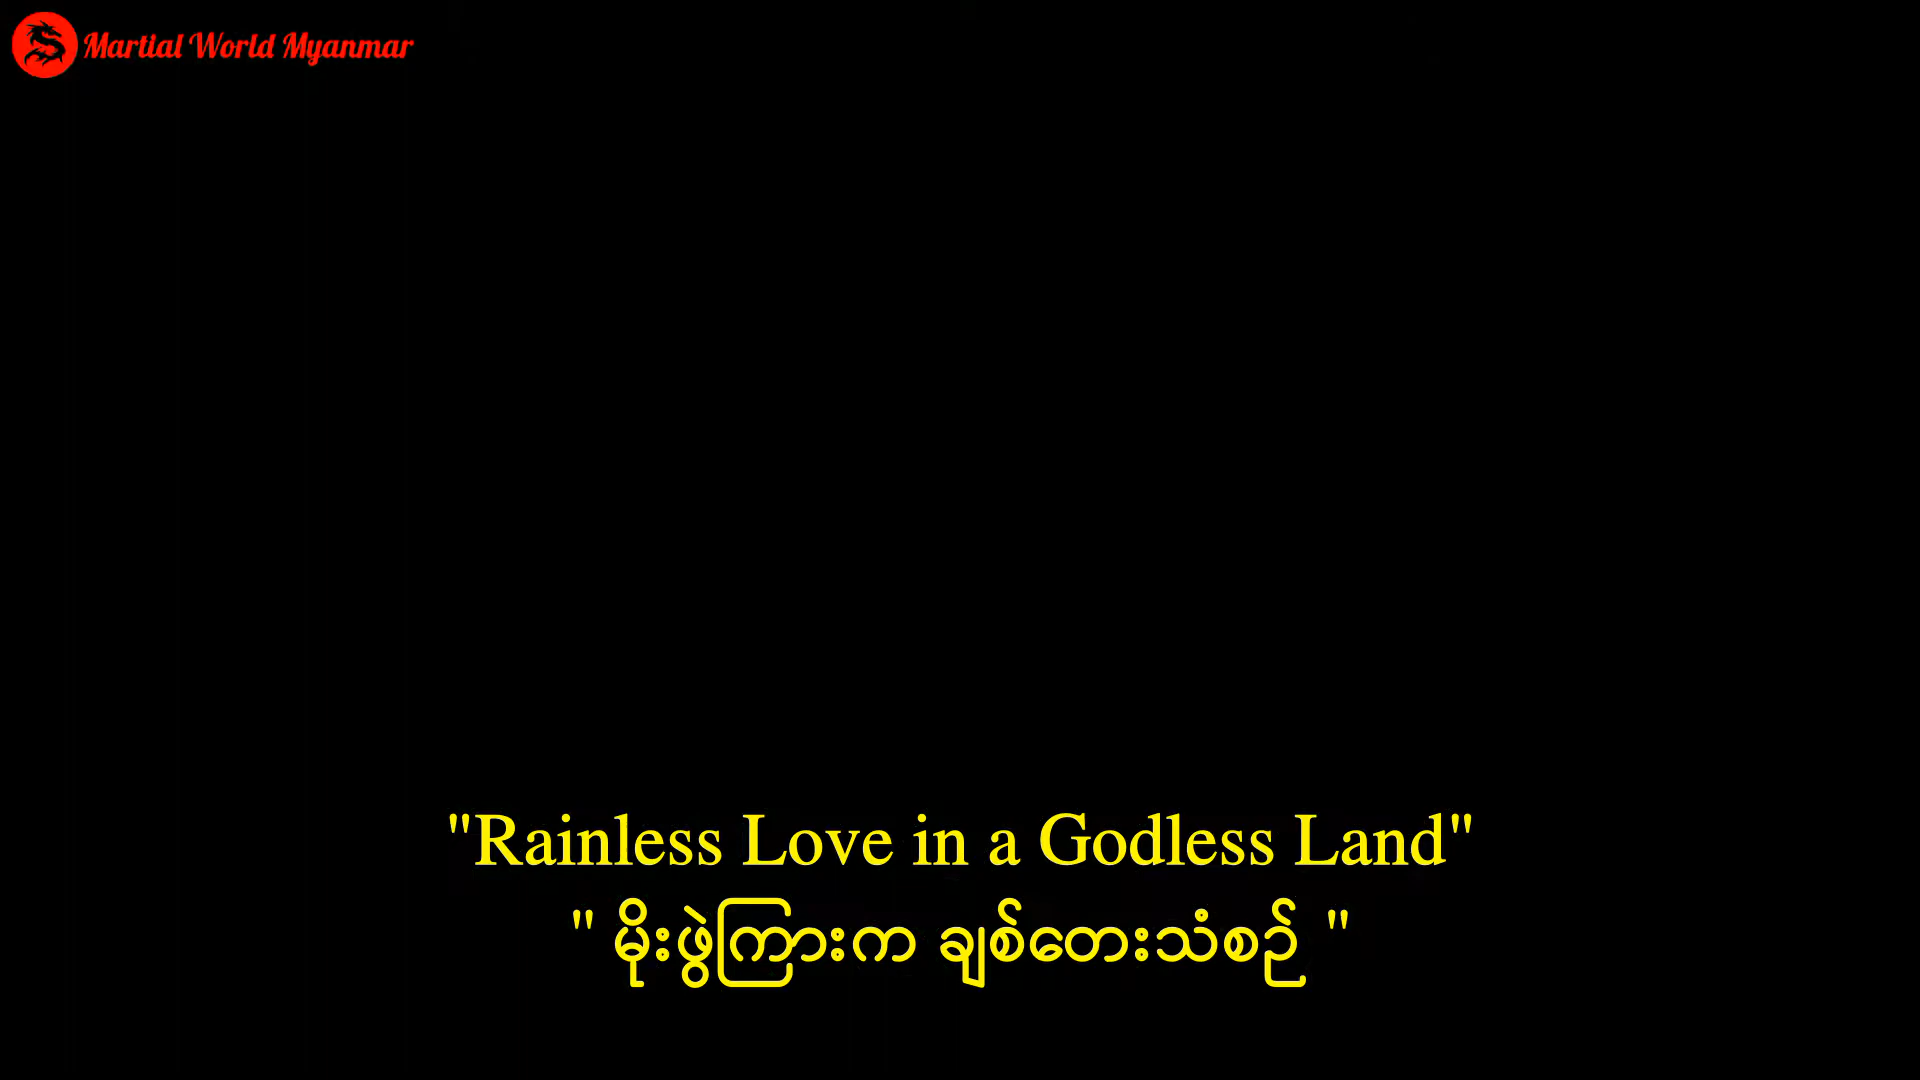 Martial World Myanmar
"Rainless Love in a Godless Land"
" မိုးဖွဲကြားက ချစ်တေးသံစဉ် "